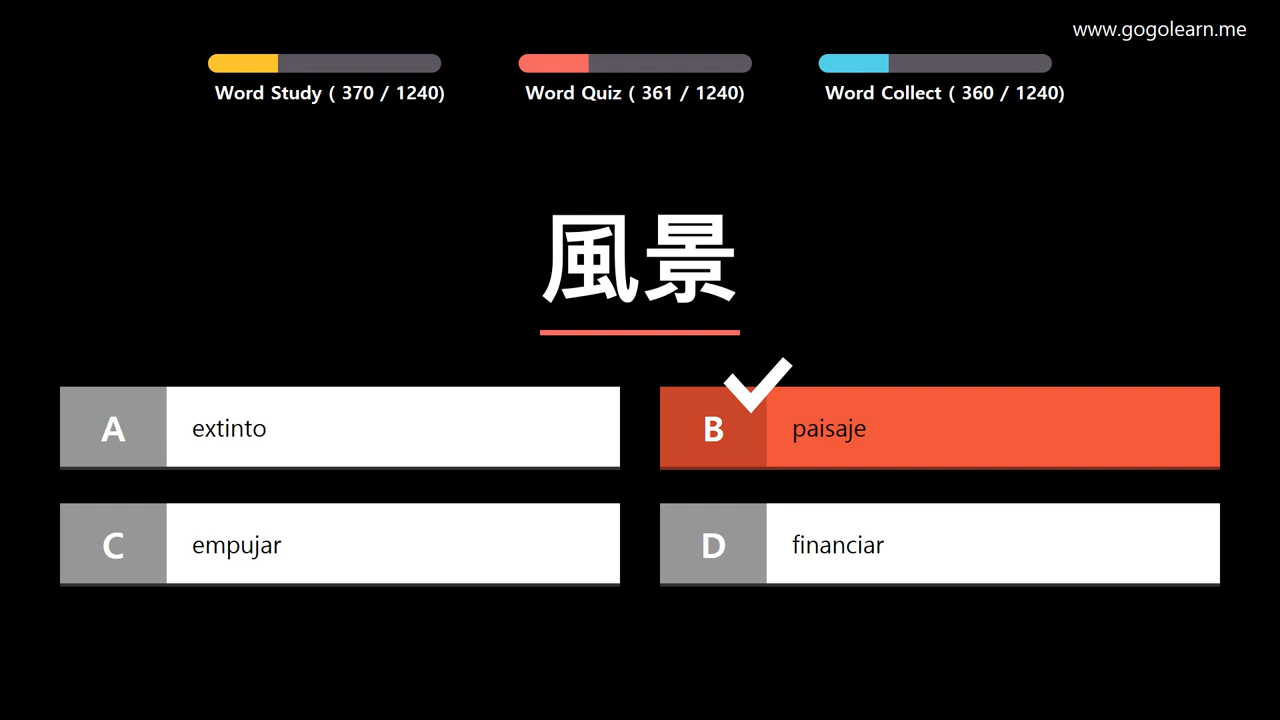 www.gogolearn.me
Word Study ( 370 / 1240)
Word Quiz ( 361 / 1240)
Word Collect ( 360 / 1240)
風景
A extinto
B paisaje
C empujar
D financiar